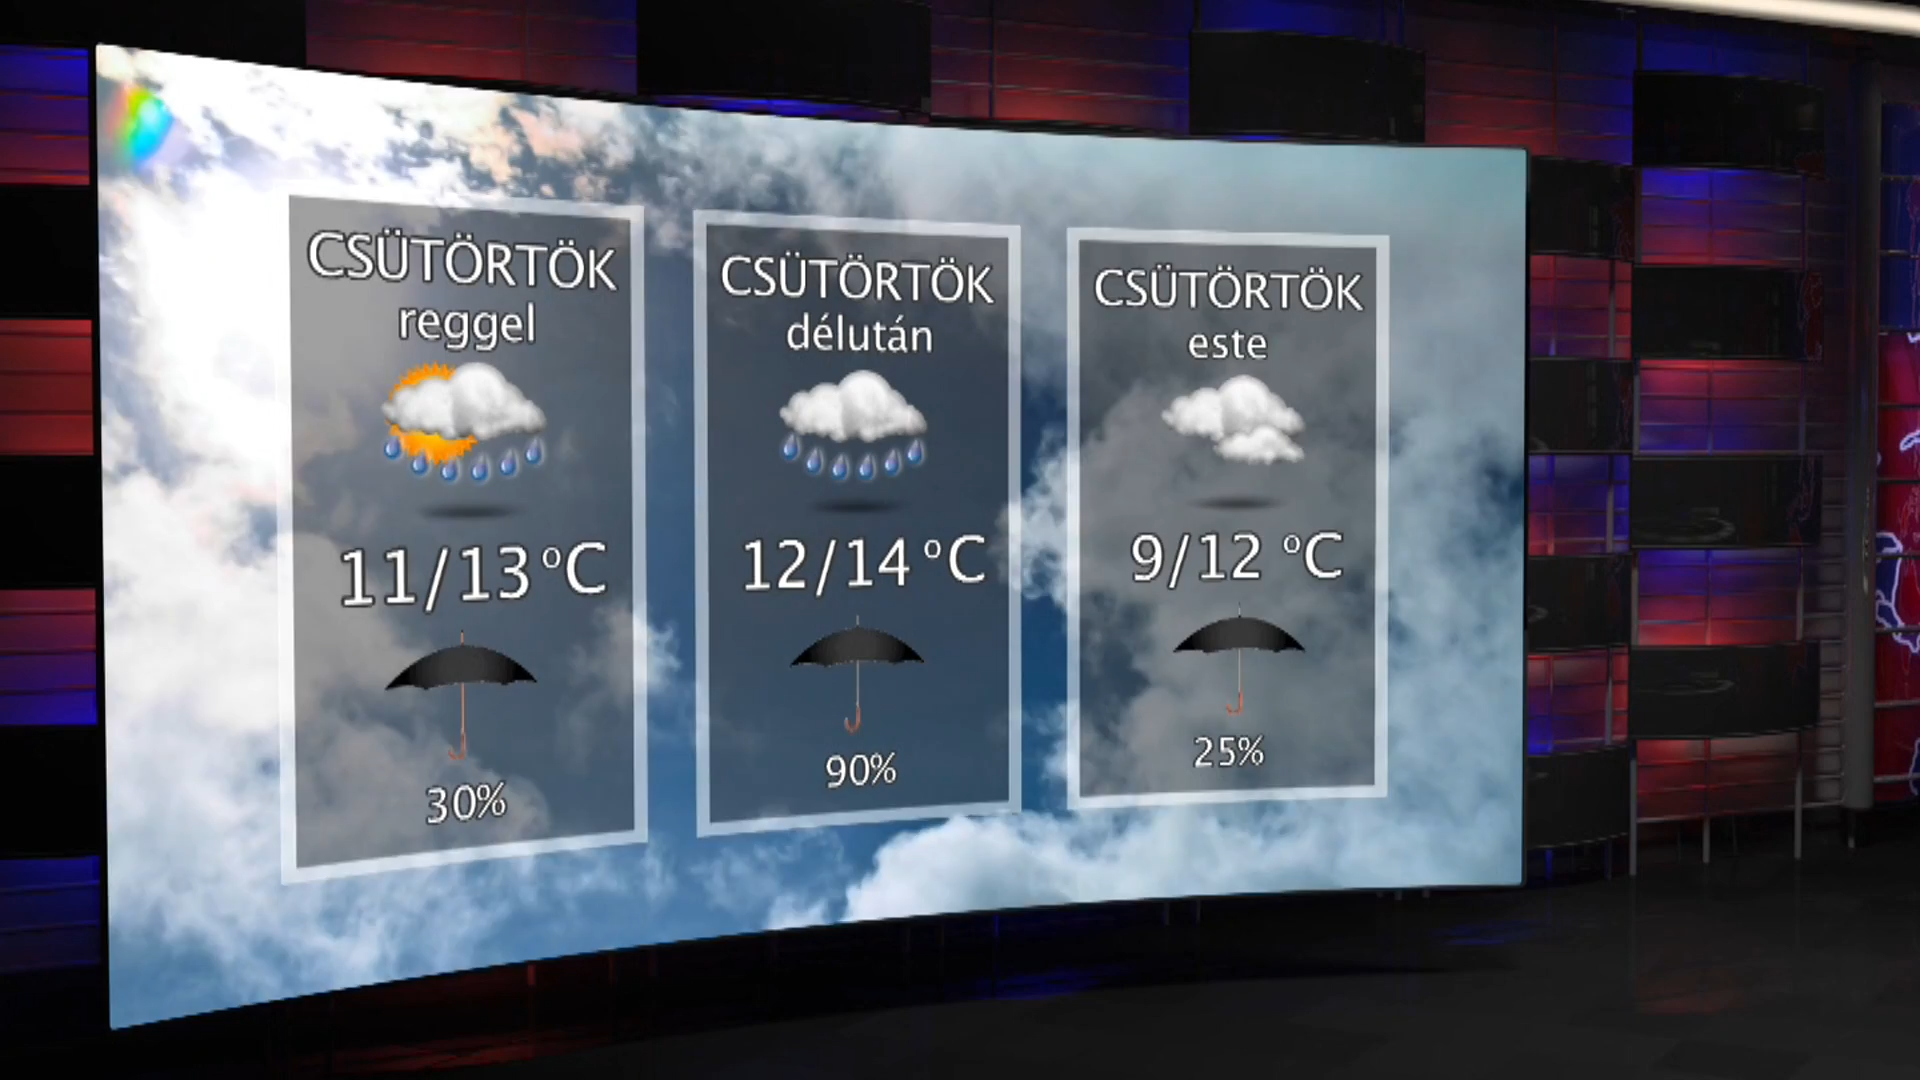 CSÜTÖRTÖK
reggel
11/13 °C
30%
CSÜTÖRTÖK
délután
12/14 °C
90%
CSÜTÖRTÖK
este
9/12 °C
25%